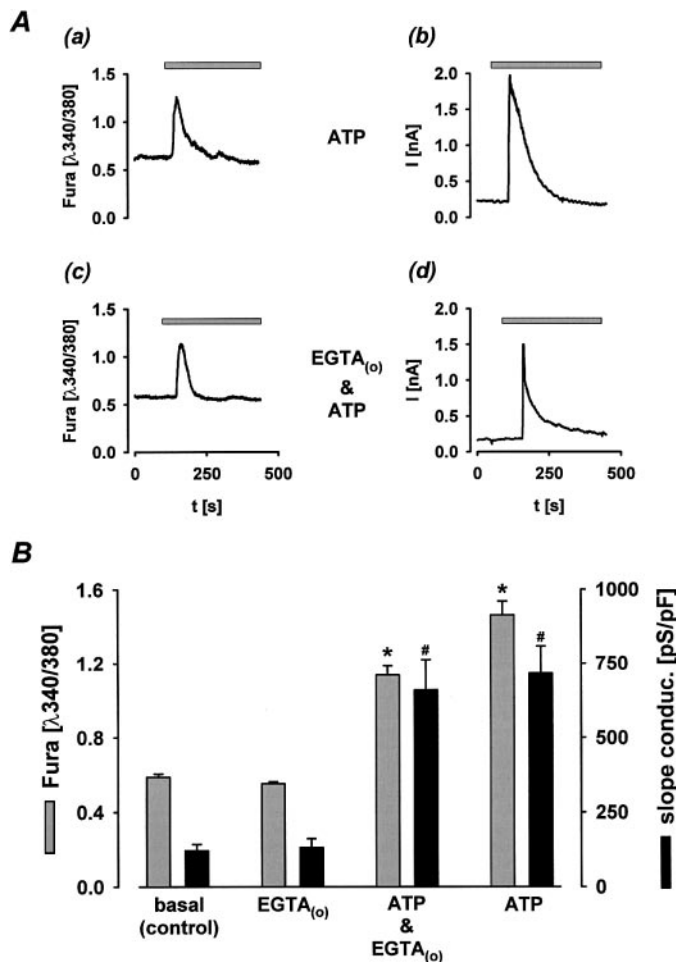 A
(a)
(b)
Fura [λ340/380]
1.5
1.0
0.5
0.0
ATP
I [nA]
2.0
1.5
1.0
0.5
0.0
(c)
(d)
Fura [λ340/380]
1.5
1.0
0.5
0.0
EGTA(o)
&
ATP
I [nA]
2.0
1.5
1.0
0.5
0.0
0 250 500
t [s]
0 250 500
t [s]
B
Fura [λ340/380]
1.6
1.2
0.8
0.4
0.0
* # * #
1000
750
500
250
0
slope conduc. [pS/pF]
basal
(control)
EGTA(o)
ATP
&
EGTA(o)
ATP